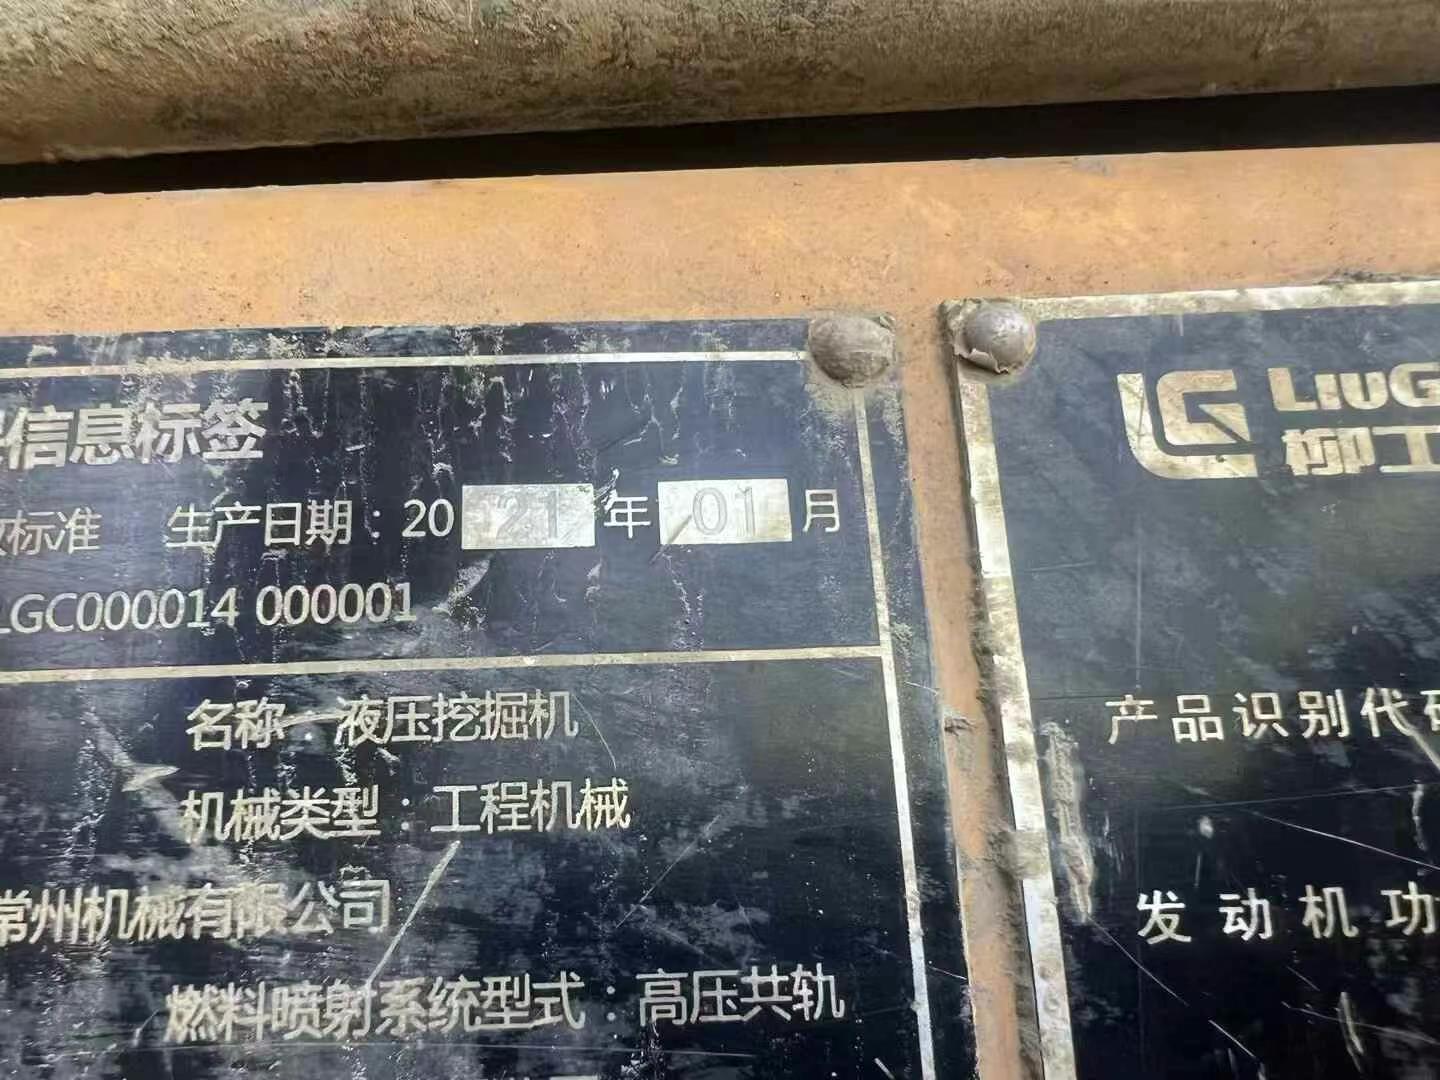 信息标签
标准 生产日期：2021年01月
LGC000014 000001
名称：液压挖掘机
机械类型：工程机械
常州机械有限公司
燃料喷射系统型式：高压共轨
LIUG
柳工
产品识别代码
发动机功